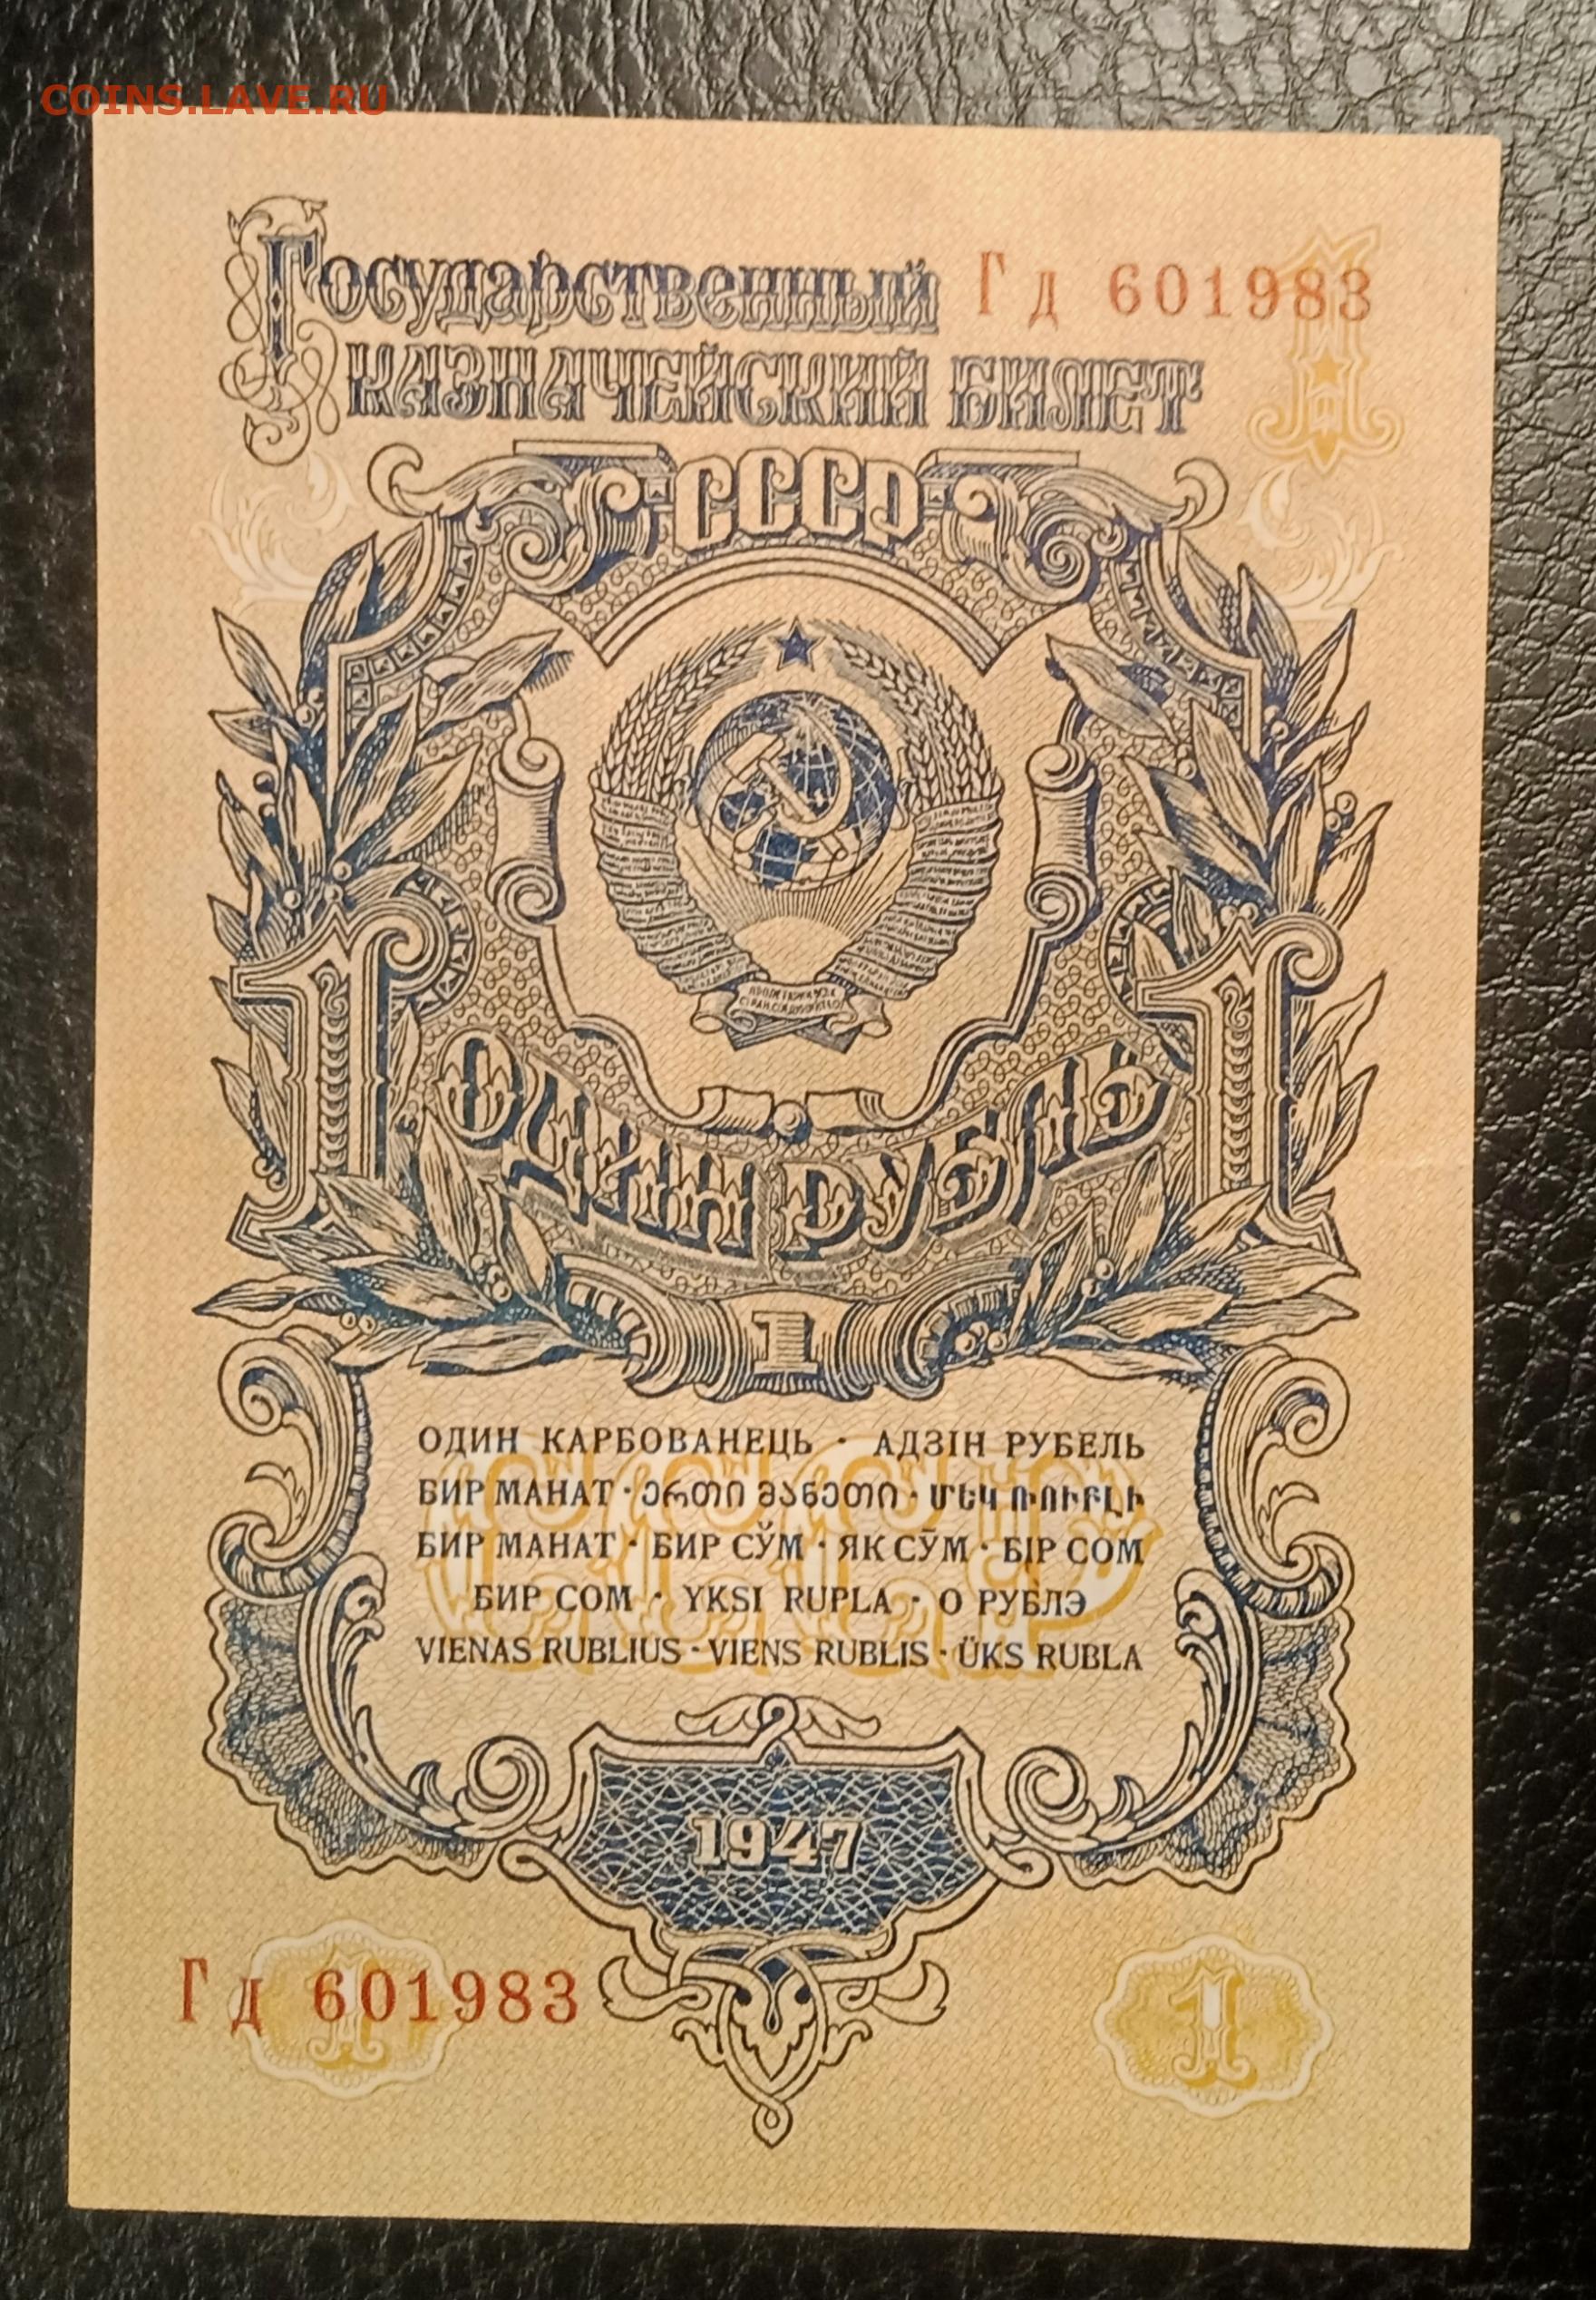 COINS.LAVE.RU
Государственный Гд 601983
КАЗНАЧЕЙСКИЙ БИЛЕТ
СССР
1 1
ОДИН РУБЛЬ
1
ОДИН КАРБОВАНЕЦЬ · АДЗІН РУБЕЛЬ
БИР МАНАТ · ერთი მანეთი · ՄԵԿ ՌՈՒԲԼԻ
БИР МАНАТ · БИР СЎМ · ЯК СӮМ · БІР СОМ
БИР СОМ · YKSI RUPLA · О РУБЛЭ
VIENAS RUBLIUS · VIENS RUBLIS · ÜKS RUBLA
1947
Гд 601983 1